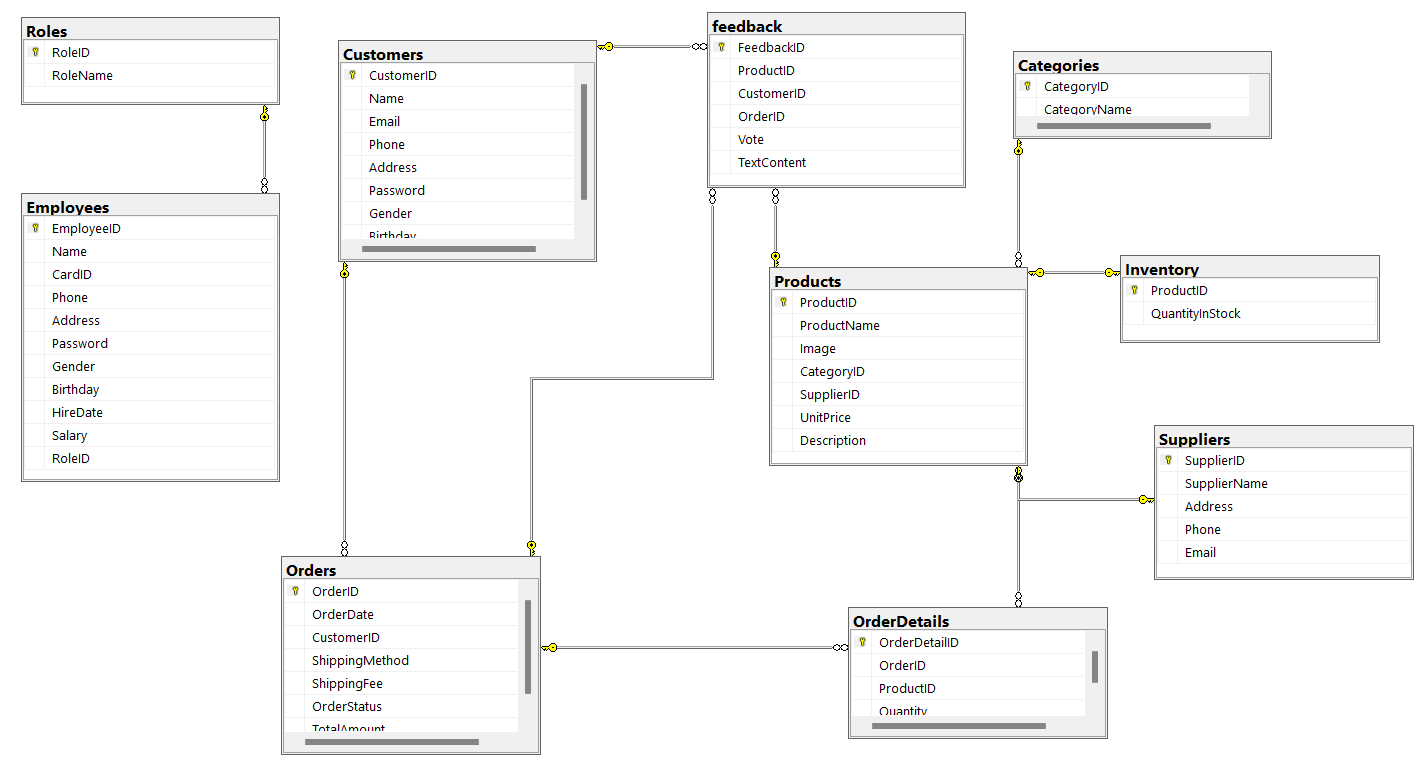 Roles
RoleID
RoleName
Employees
EmployeeID
Name
CardID
Phone
Address
Password
Gender
Birthday
HireDate
Salary
RoleID
Customers
CustomerID
Name
Email
Phone
Address
Password
Gender
Birthday
feedback
FeedbackID
ProductID
CustomerID
OrderID
Vote
TextContent
Categories
CategoryID
CategoryName
Products
ProductID
ProductName
Image
CategoryID
SupplierID
UnitPrice
Description
Inventory
ProductID
QuantityInStock
Suppliers
SupplierID
SupplierName
Address
Phone
Email
Orders
OrderID
OrderDate
CustomerID
ShippingMethod
ShippingFee
OrderStatus
TotalAmount
OrderDetails
OrderDetailID
OrderID
ProductID
Quantity